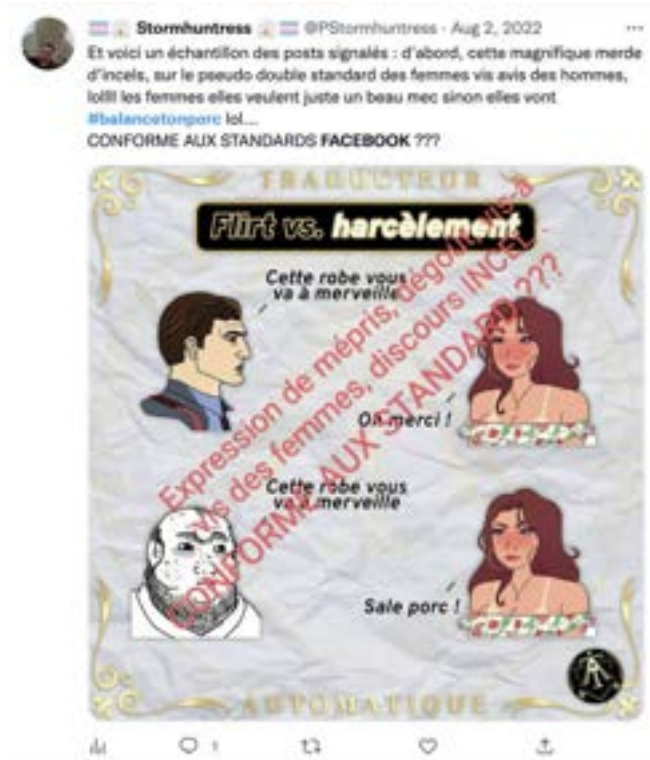 Stormhuntress @PStormhuntress · Aug 2, 2022
Et voici un échantillon des posts signalés : d'abord, cette magnifique merde
d'incels, sur le pseudo double standard des femmes vis avis des hommes,
lollll les femmes elles veulent juste un beau mec sinon elles vont
#balancetonporc lol...
CONFORME AUX STANDARDS FACEBOOK ???
TRADUCTEUR
Flirt vs. harcèlement
Cette robe vous
va à merveille
Oh merci !
Expression de mépris, dégoût vis-à
vis des femmes, discours INCEL.
CONFORME AUX STANDARD ???
Cette robe vous
va à merveille
Sale porc !
AUTOMATIQUE
1